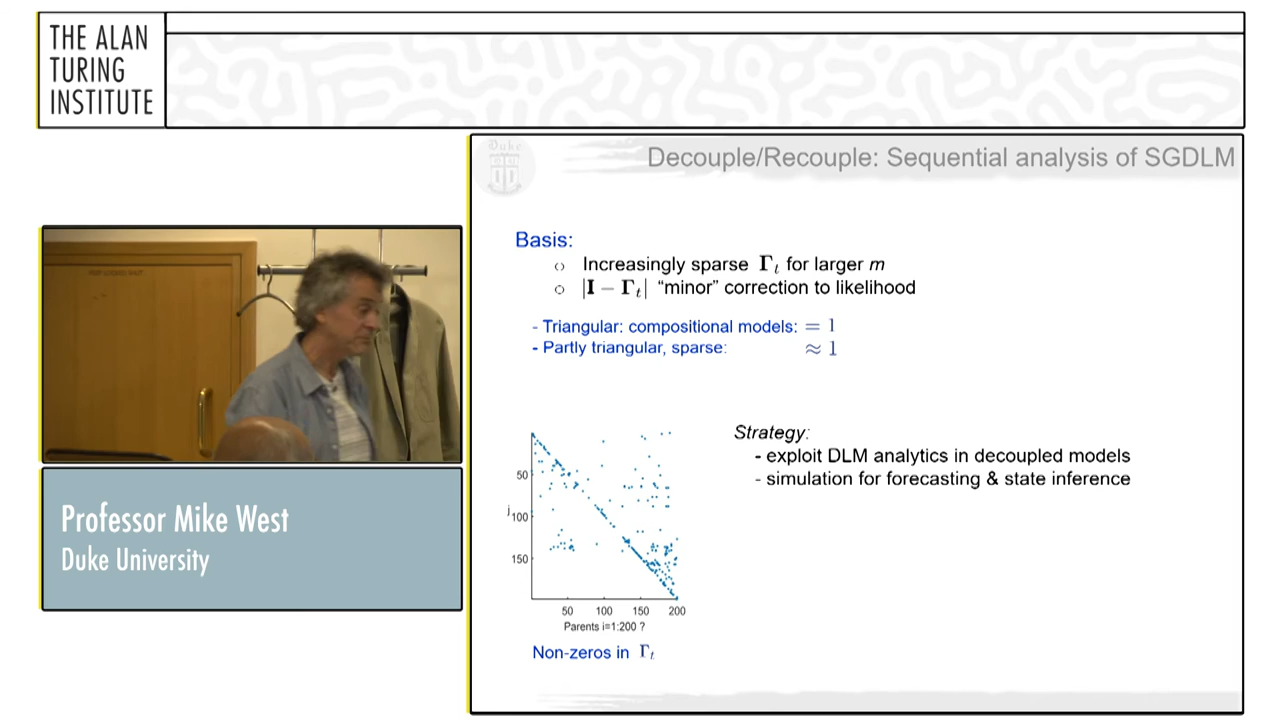 THE ALAN
TURING
INSTITUTE
Duke
Decouple/Recouple: Sequential analysis of SGDLM
Basis:
Increasingly sparse Γt for larger m
|I − Γt| “minor” correction to likelihood
- Triangular: compositional models: = 1
- Partly triangular, sparse: ≈ 1
Strategy:
- exploit DLM analytics in decoupled models
- simulation for forecasting & state inference
50
j
100
150
50 100 150 200
Parents i=1:200 ?
Non-zeros in Γt
Professor Mike West
Duke University